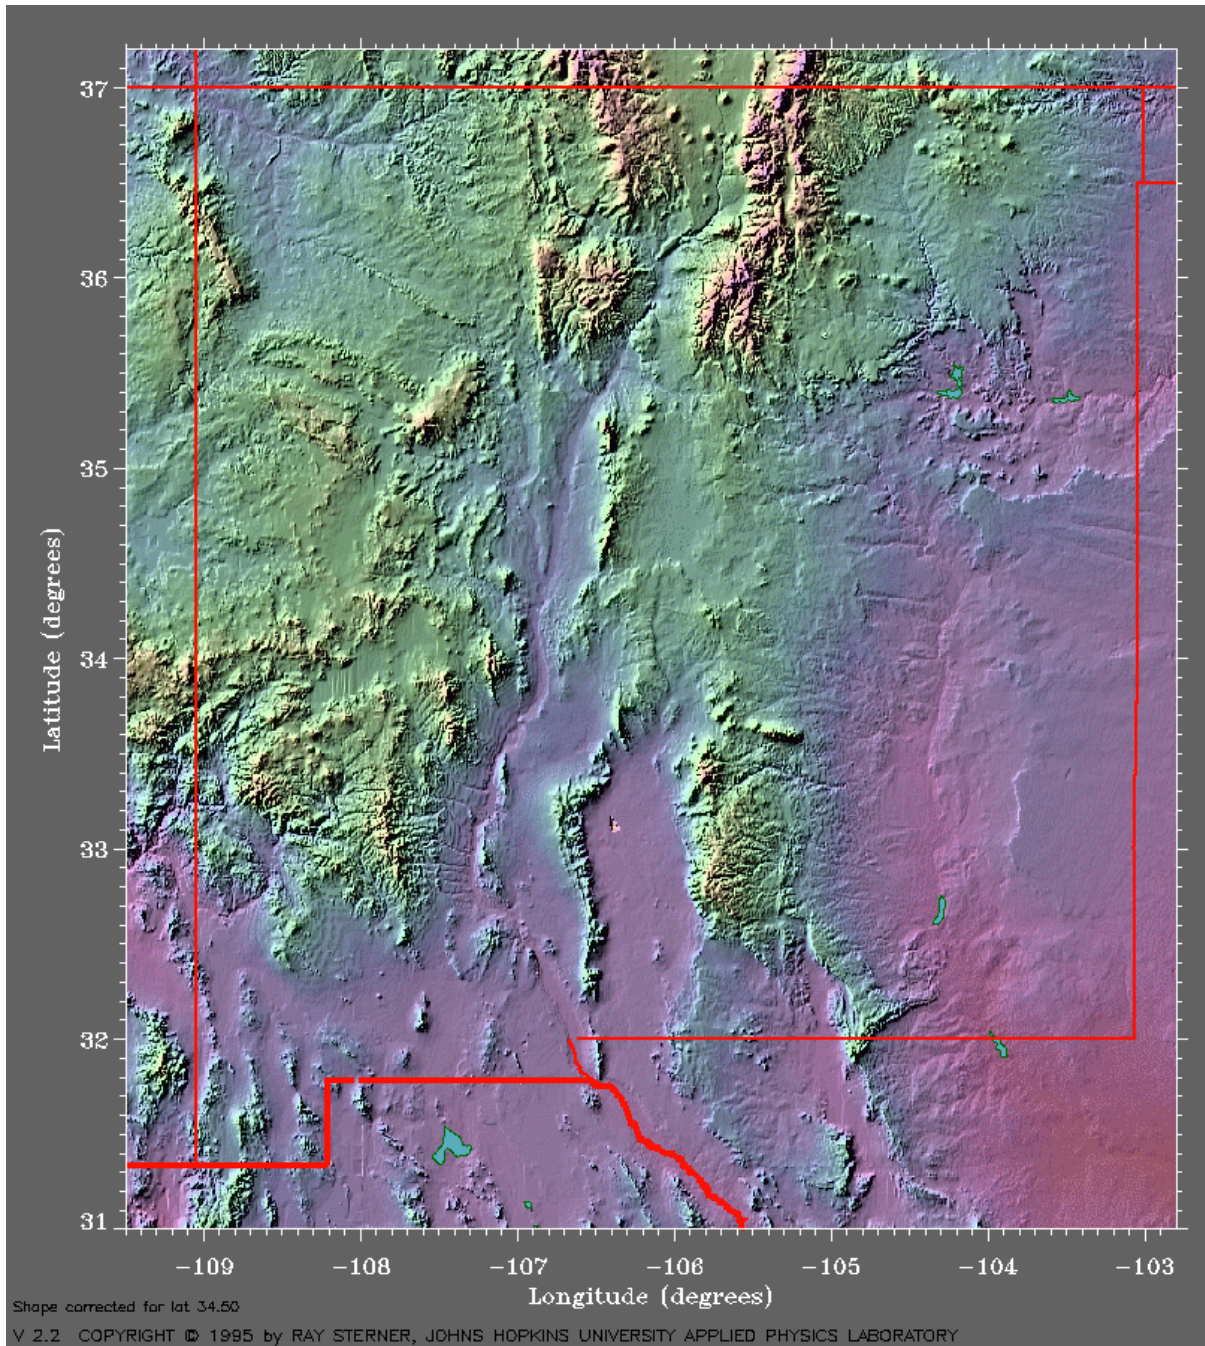 37
36
35
34
33
32
31
Latitude (degrees)
-109 -108 -107 -106 -105 -104 -103
Longitude (degrees)
Shape corrected for lat 34.50
V 2.2 COPYRIGHT © 1995 by RAY STERNER, JOHNS HOPKINS UNIVERSITY APPLIED PHYSICS LABORATORY